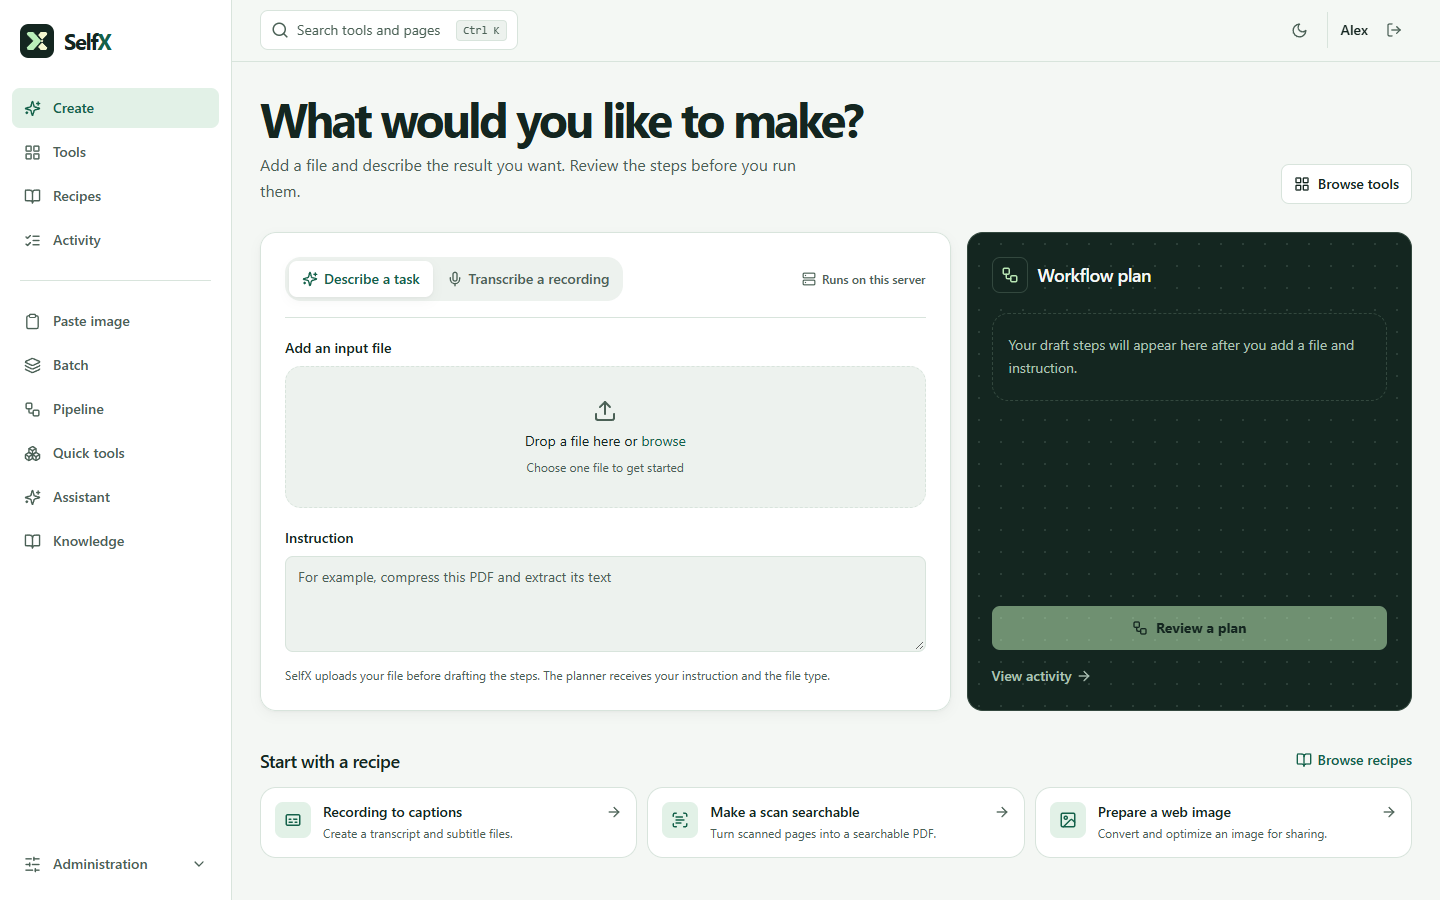 SelfX
Search tools and pages Ctrl K
Alex
Create
Tools
Recipes
Activity
Paste image
Batch
Pipeline
Quick tools
Assistant
Knowledge
Administration
What would you like to make?
Add a file and describe the result you want. Review the steps before you run
them.
Browse tools
Describe a task
Transcribe a recording
Runs on this server
Add an input file
Drop a file here or browse
Choose one file to get started
Instruction
For example, compress this PDF and extract its text
SelfX uploads your file before drafting the steps. The planner receives your instruction and the file type.
Workflow plan
Your draft steps will appear here after you add a file and
instruction.
Review a plan
View activity
Start with a recipe
Browse recipes
Recording to captions
Create a transcript and subtitle files.
Make a scan searchable
Turn scanned pages into a searchable PDF.
Prepare a web image
Convert and optimize an image for sharing.